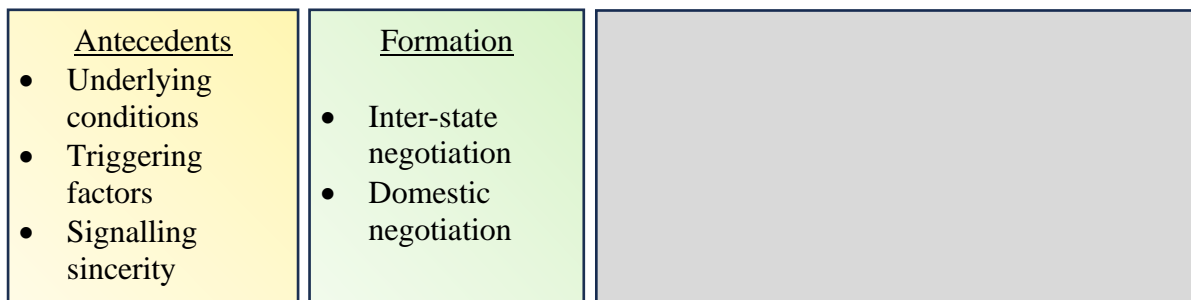 Antecedents
• Underlying
conditions
• Triggering
factors
• Signalling
sincerity
Formation
• Inter-state
negotiation
• Domestic
negotiation